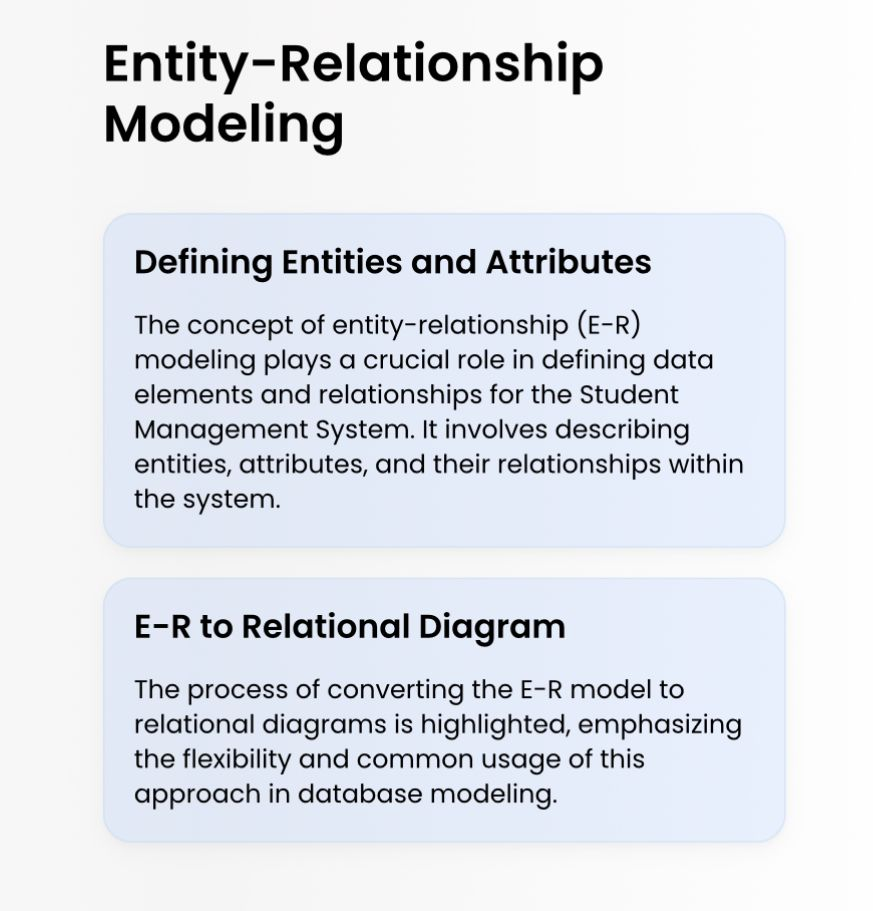 Entity-Relationship
Modeling
Defining Entities and Attributes
The concept of entity-relationship (E-R)
modeling plays a crucial role in defining data
elements and relationships for the Student
Management System. It involves describing
entities, attributes, and their relationships within
the system.
E-R to Relational Diagram
The process of converting the E-R model to
relational diagrams is highlighted, emphasizing
the flexibility and common usage of this
approach in database modeling.